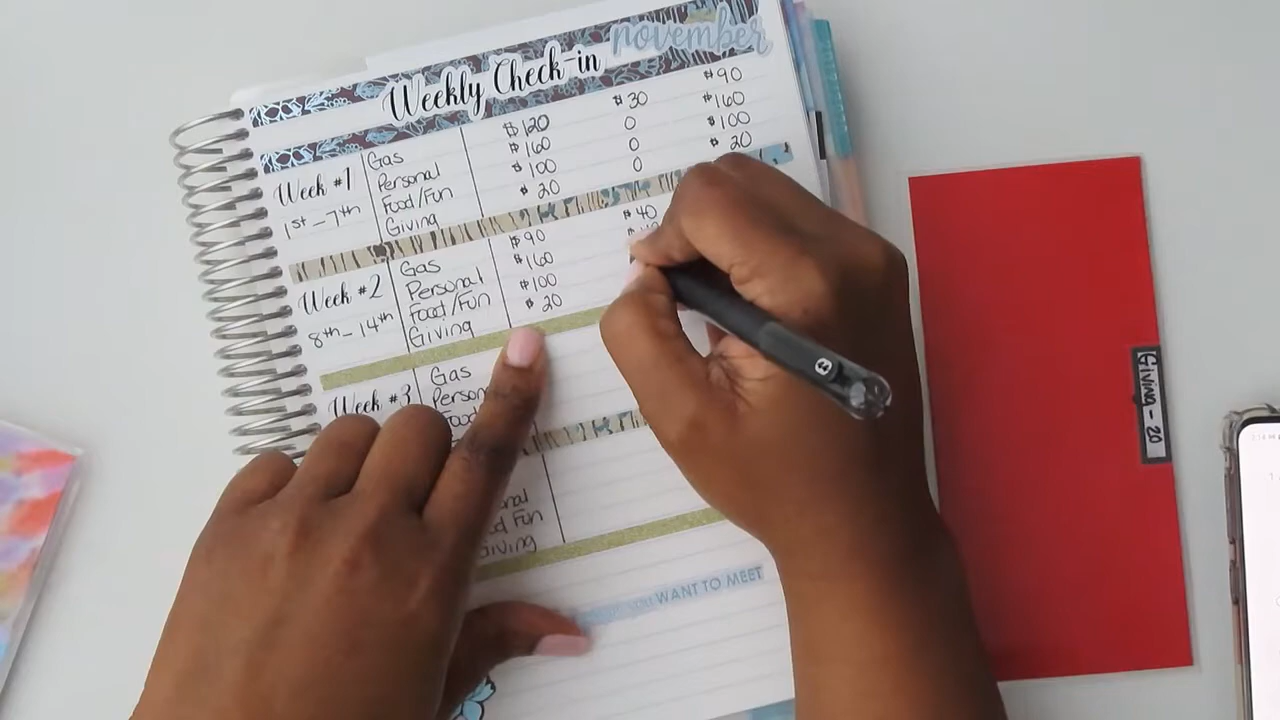 november
Weekly Check-in
Week #1
1st - 7th
Gas $120 $30 $90
Personal $160 0 $160
Food/Fun $100 0 $100
Giving $20 0 $20
Week #2
8th - 14th
Gas $90 $40
Personal $160
Food/Fun $100
Giving $20
Week #3
Gas
Food Fun
Giving
WANT TO MEET
GIVING - 20